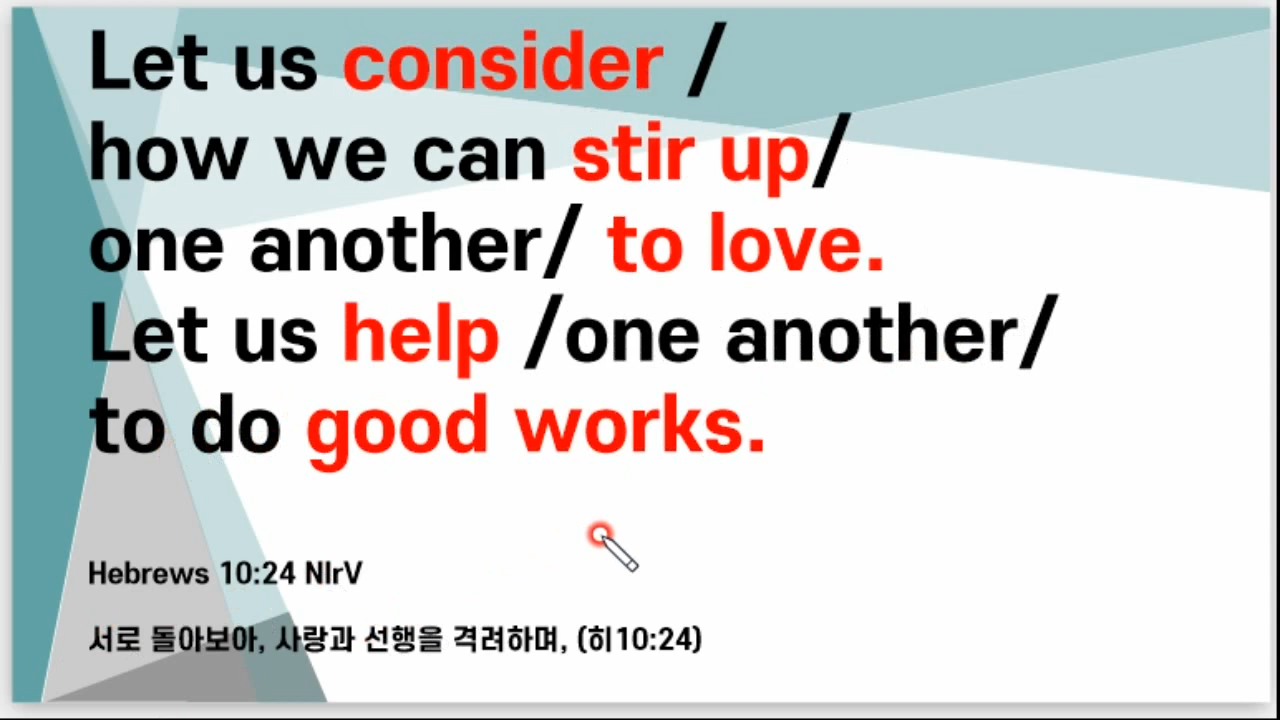 Let us consider /
how we can stir up/
one another/ to love.
Let us help /one another/
to do good works.
Hebrews 10:24 NIrV
서로 돌아보아, 사랑과 선행을 격려하며, (히10:24)